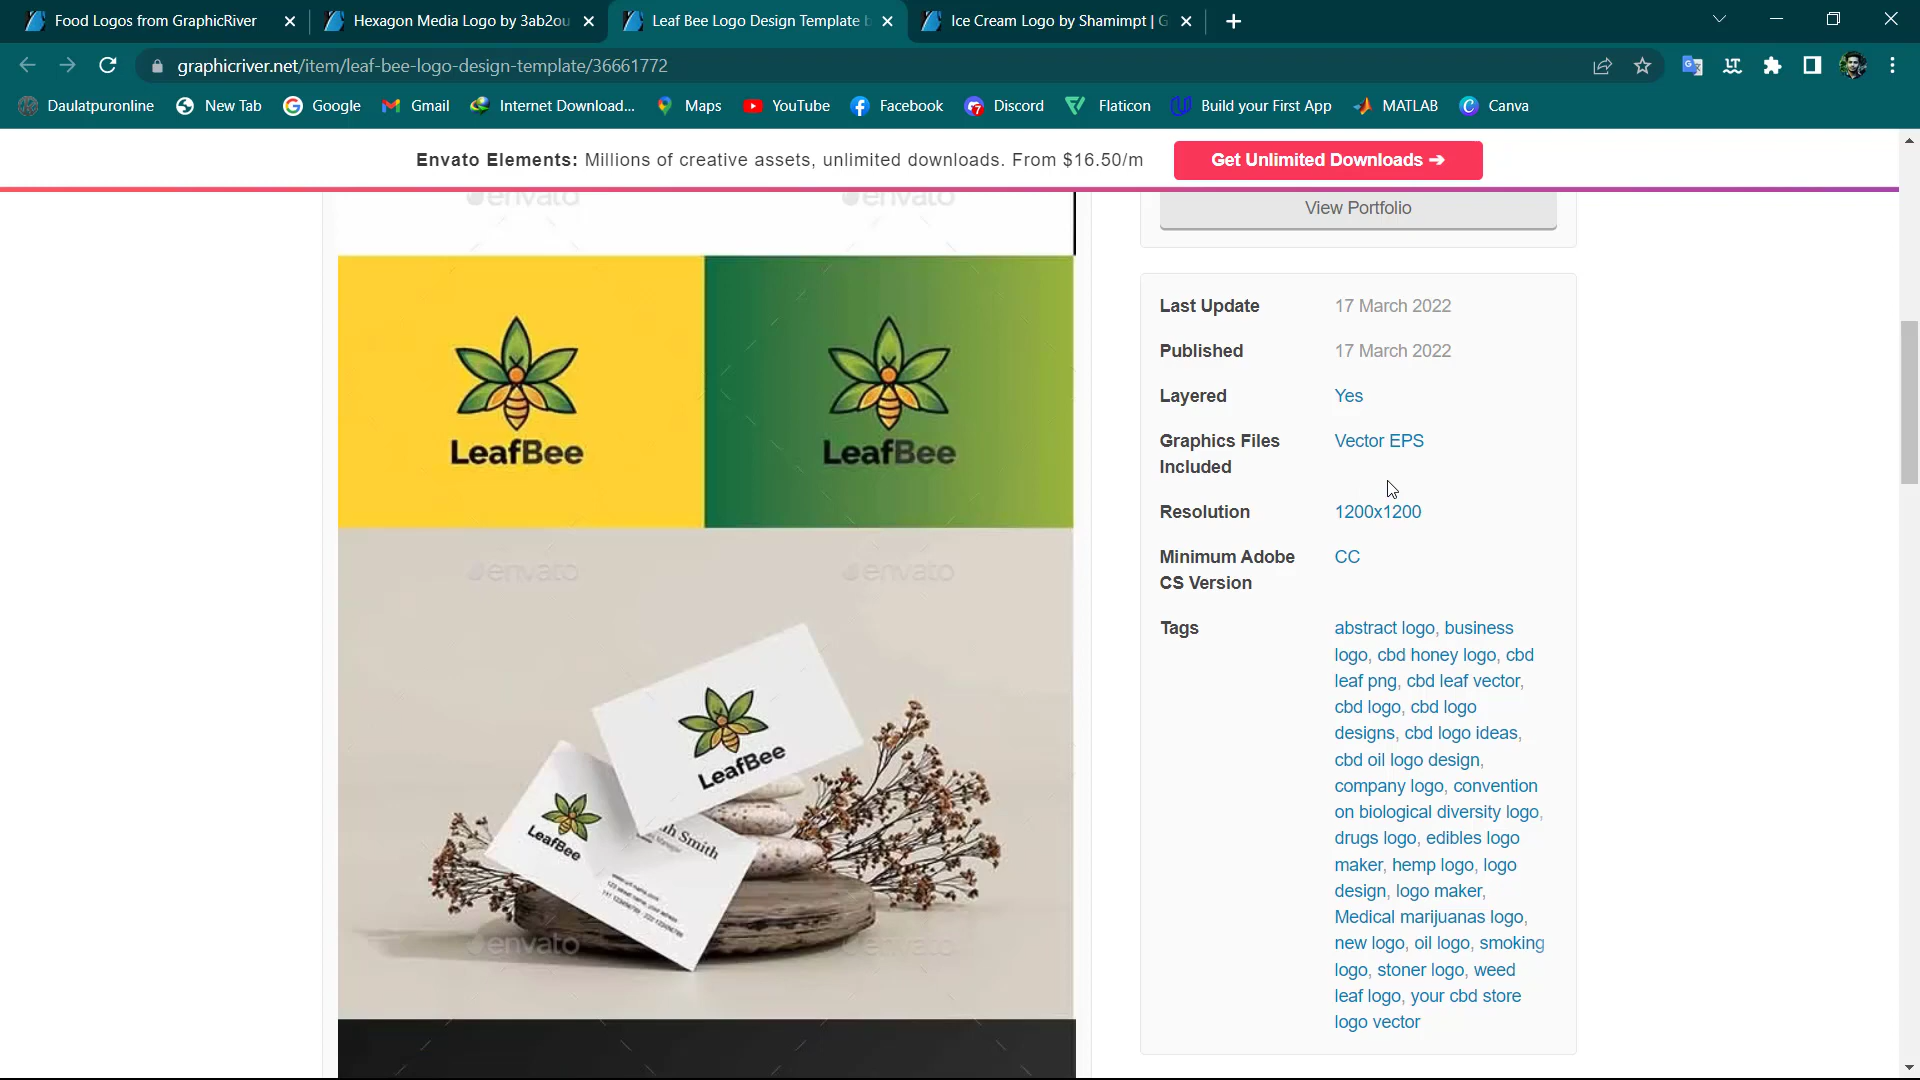 Food Logos from GraphicRiver
Hexagon Media Logo by 3ab2ou
Leaf Bee Logo Design Template b
Ice Cream Logo by Shamimpt | G
graphicriver.net/item/leaf-bee-logo-design-template/36661772
Daulatpuronline
New Tab
Google
Gmail
Internet Download...
Maps
YouTube
Facebook
Discord
Flaticon
Build your First App
MATLAB
Canva
Envato Elements: Millions of creative assets, unlimited downloads. From $16.50/m
Get Unlimited Downloads ➔
envato
envato
View Portfolio
LeafBee
LeafBee
envato
envato
LeafBee
LeafBee
Smith
envato
envato
Last Update 17 March 2022
Published 17 March 2022
Layered Yes
Graphics Files Vector EPS
Included
Resolution 1200x1200
Minimum Adobe CC
CS Version
Tags abstract logo, business
logo, cbd honey logo, cbd
leaf png, cbd leaf vector,
cbd logo, cbd logo
designs, cbd logo ideas,
cbd oil logo design,
company logo, convention
on biological diversity logo,
drugs logo, edibles logo
maker, hemp logo, logo
design, logo maker,
Medical marijuanas logo,
new logo, oil logo, smoking
logo, stoner logo, weed
leaf logo, your cbd store
logo vector